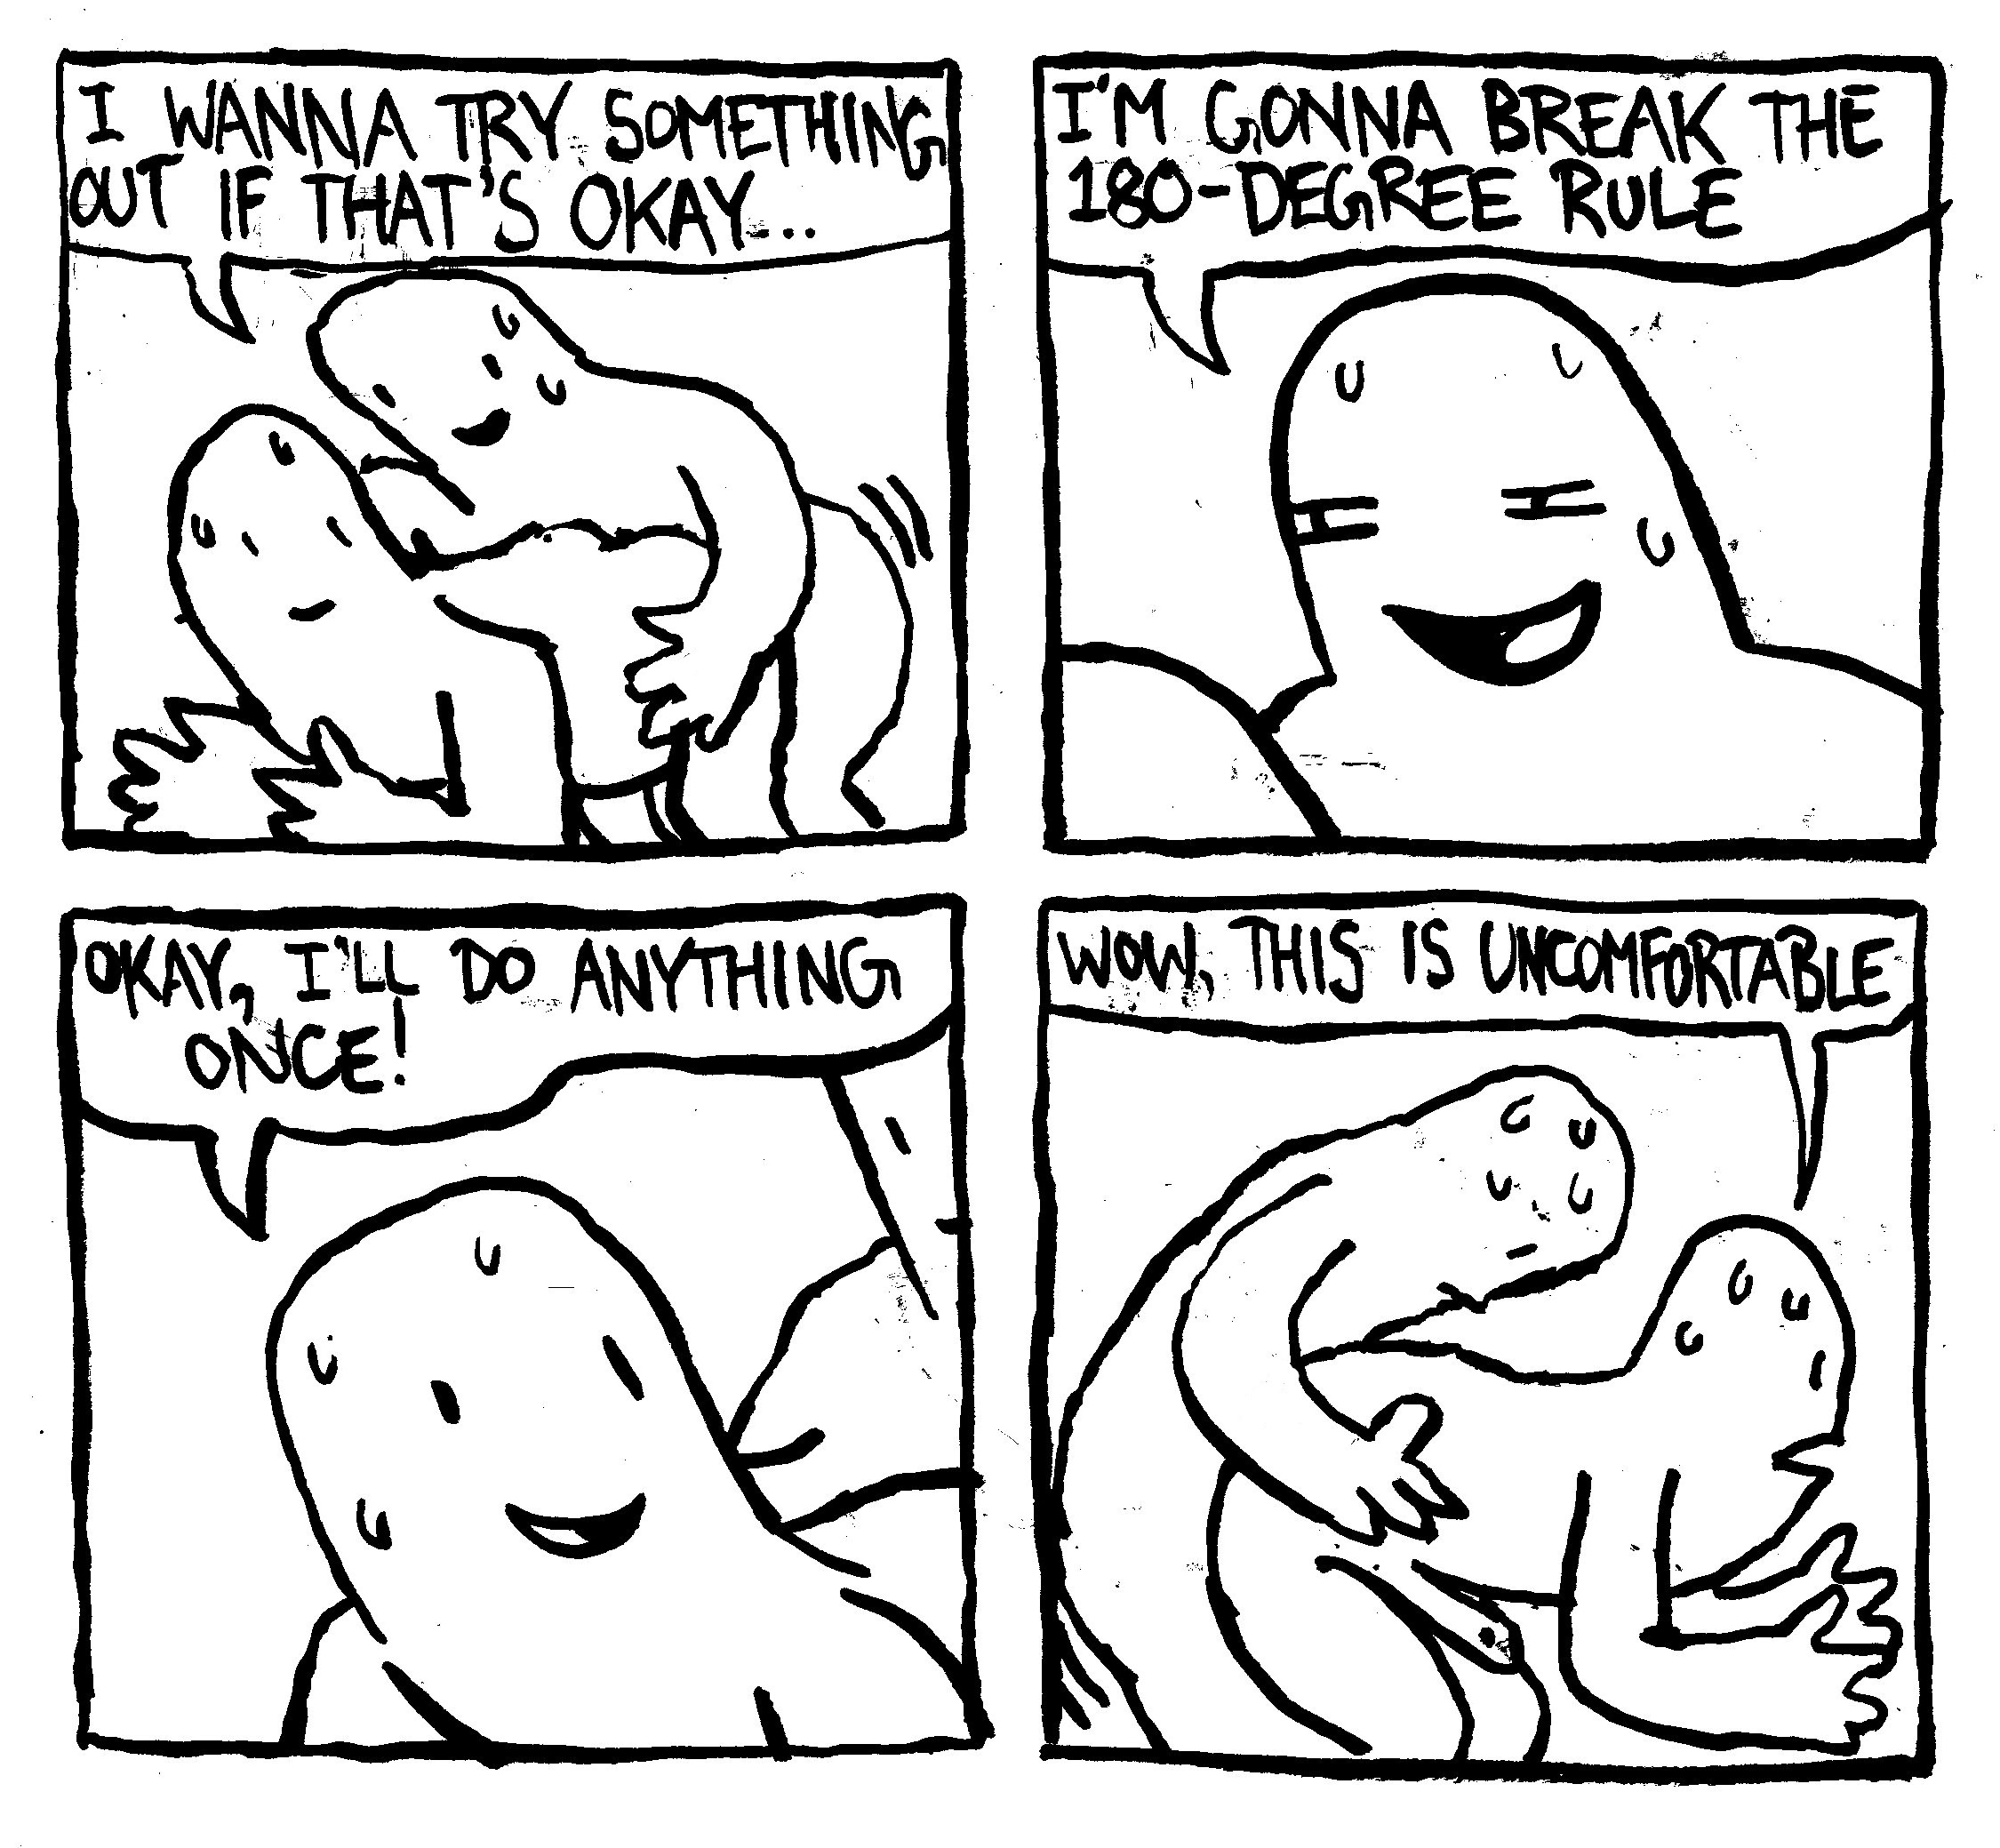 I WANNA TRY SOMETHING
OUT IF THAT'S OKAY...
I'M GONNA BREAK THE
180-DEGREE RULE
OKAY, I'LL DO ANYTHING
ONCE!
WOW, THIS IS UNCOMFORTABLE